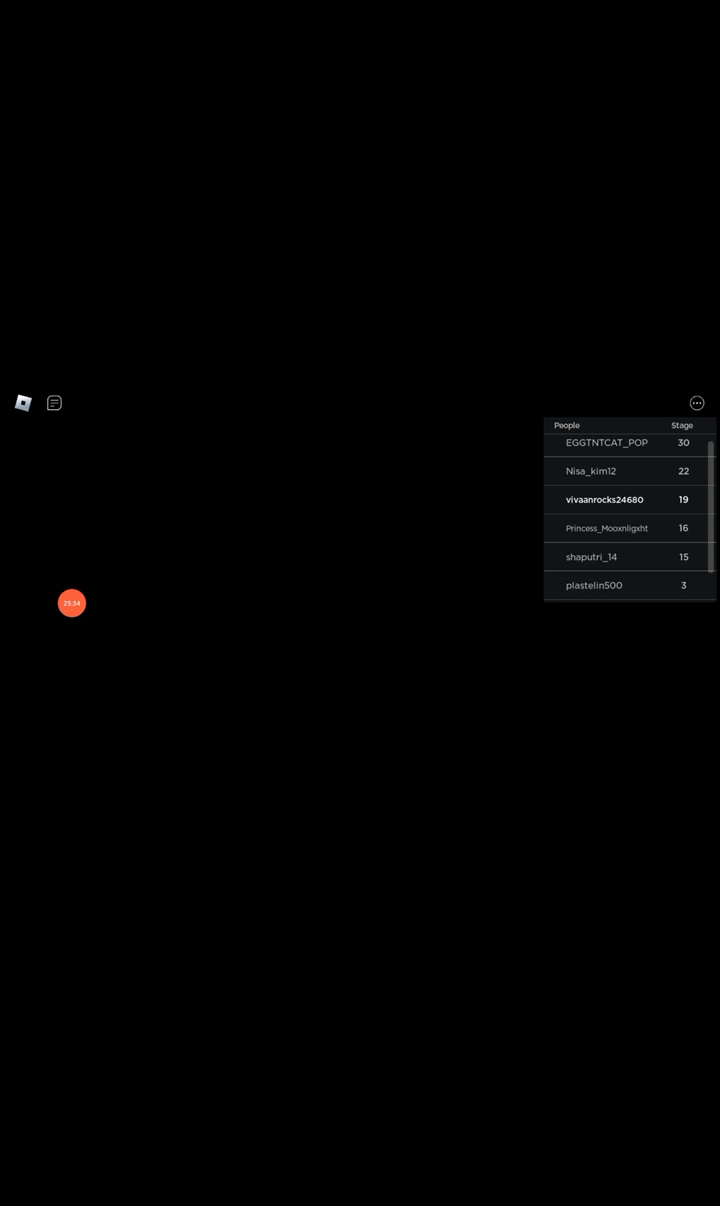 People Stage
EGGTNTCAT_POP 30
Nisa_kim12 22
vivaanrocks24680 19
Princess_Mooxnligxht 16
shaputri_14 15
plastelin500 3
25:34